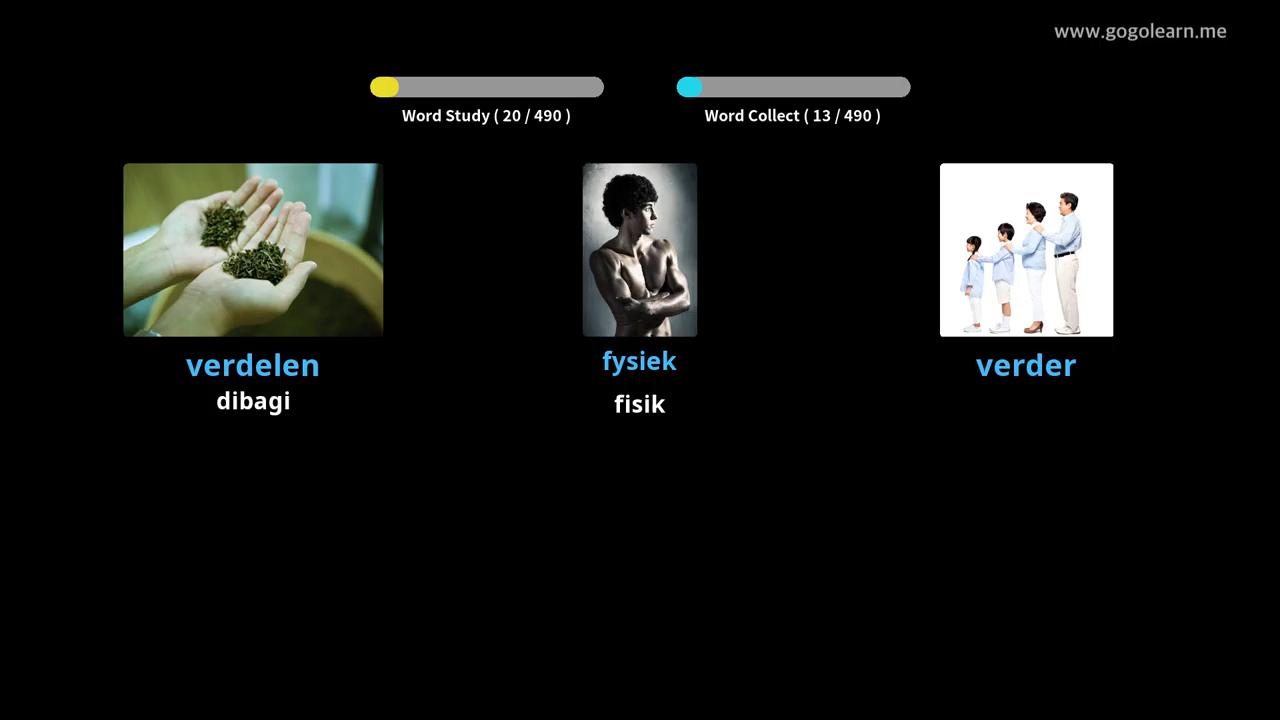 www.gogolearn.me
Word Study ( 20 / 490 )
Word Collect ( 13 / 490 )
verdelen
dibagi
fysiek
fisik
verder